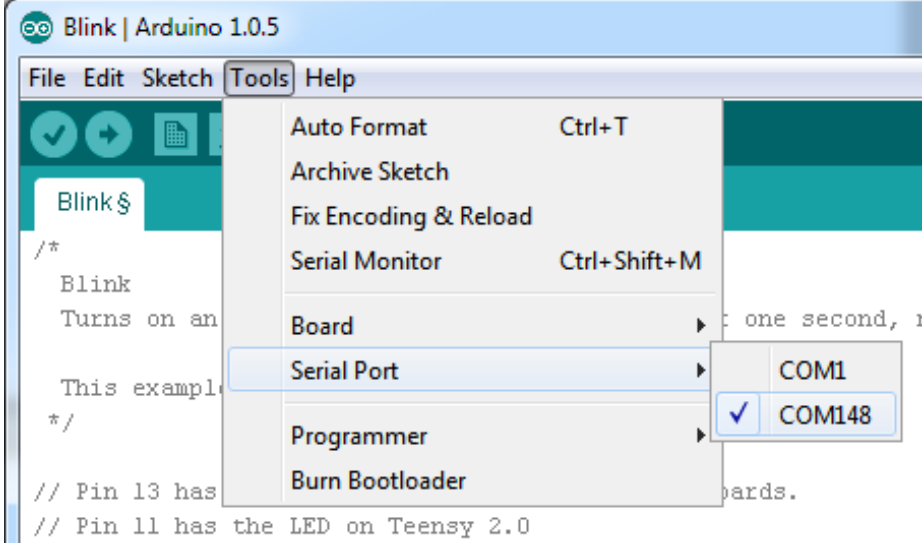 Blink | Arduino 1.0.5
File Edit Sketch Tools Help
Auto Format Ctrl+T
Archive Sketch
Fix Encoding & Reload
Serial Monitor Ctrl+Shift+M
Board
Serial Port
COM1
COM148
Programmer
Burn Bootloader
Blink§
/*
Blink
Turns on an one second,
This
*/
// Pin 13 has
// Pin 11 has the LED on Teensy 2.0